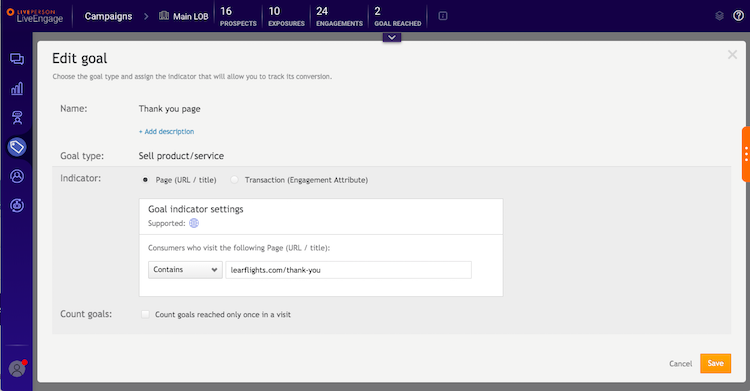 LIVEPERSON
LiveEngage
Campaigns
Main LOB
16
PROSPECTS
10
EXPOSURES
24
ENGAGEMENTS
2
GOAL REACHED
Edit goal
Choose the goal type and assign the indicator that will allow you to track its conversion.
Name: Thank you page
+ Add description
Goal type: Sell product/service
Indicator: Page (URL / title) Transaction (Engagement Attribute)
Goal indicator settings
Supported:
Consumers who visit the following Page (URL / title):
Contains learflights.com/thank-you
Count goals: Count goals reached only once in a visit
Cancel Save